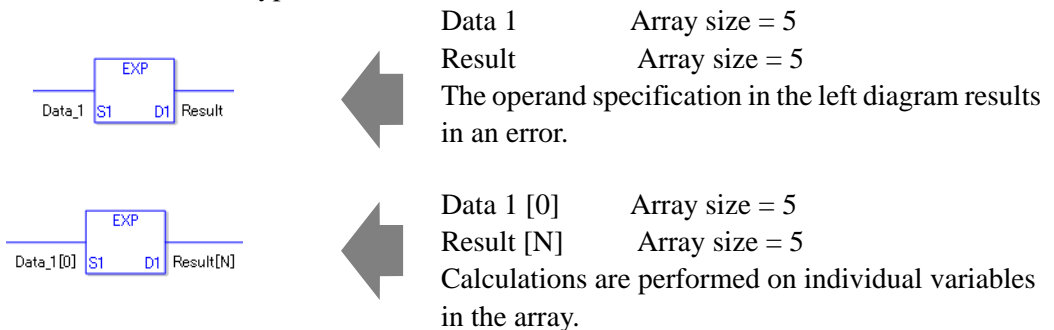 Data 1 Array size = 5
Result Array size = 5
The operand specification in the left diagram results
in an error.
EXP
Data_1 S1 D1 Result
Data 1 [0] Array size = 5
Result [N] Array size = 5
Calculations are performed on individual variables
in the array.
EXP
Data_1[0] S1 D1 Result[N]